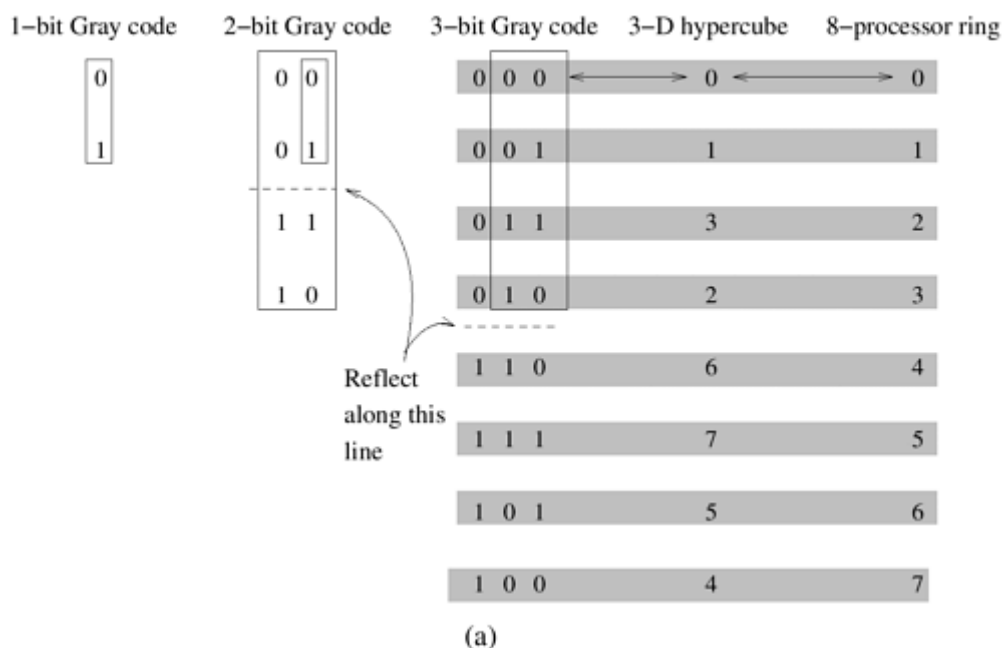 1–bit Gray code 2–bit Gray code 3–bit Gray code 3–D hypercube 8–processor ring
0 0 0 0 0 0 0 0
1 0 1 0 0 1 1 1
1 1 0 1 1 3 2
1 0 0 1 0 2 3
1 1 0 6 4
Reflect
along this
line
1 1 1 7 5
1 0 1 5 6
1 0 0 4 7
(a)